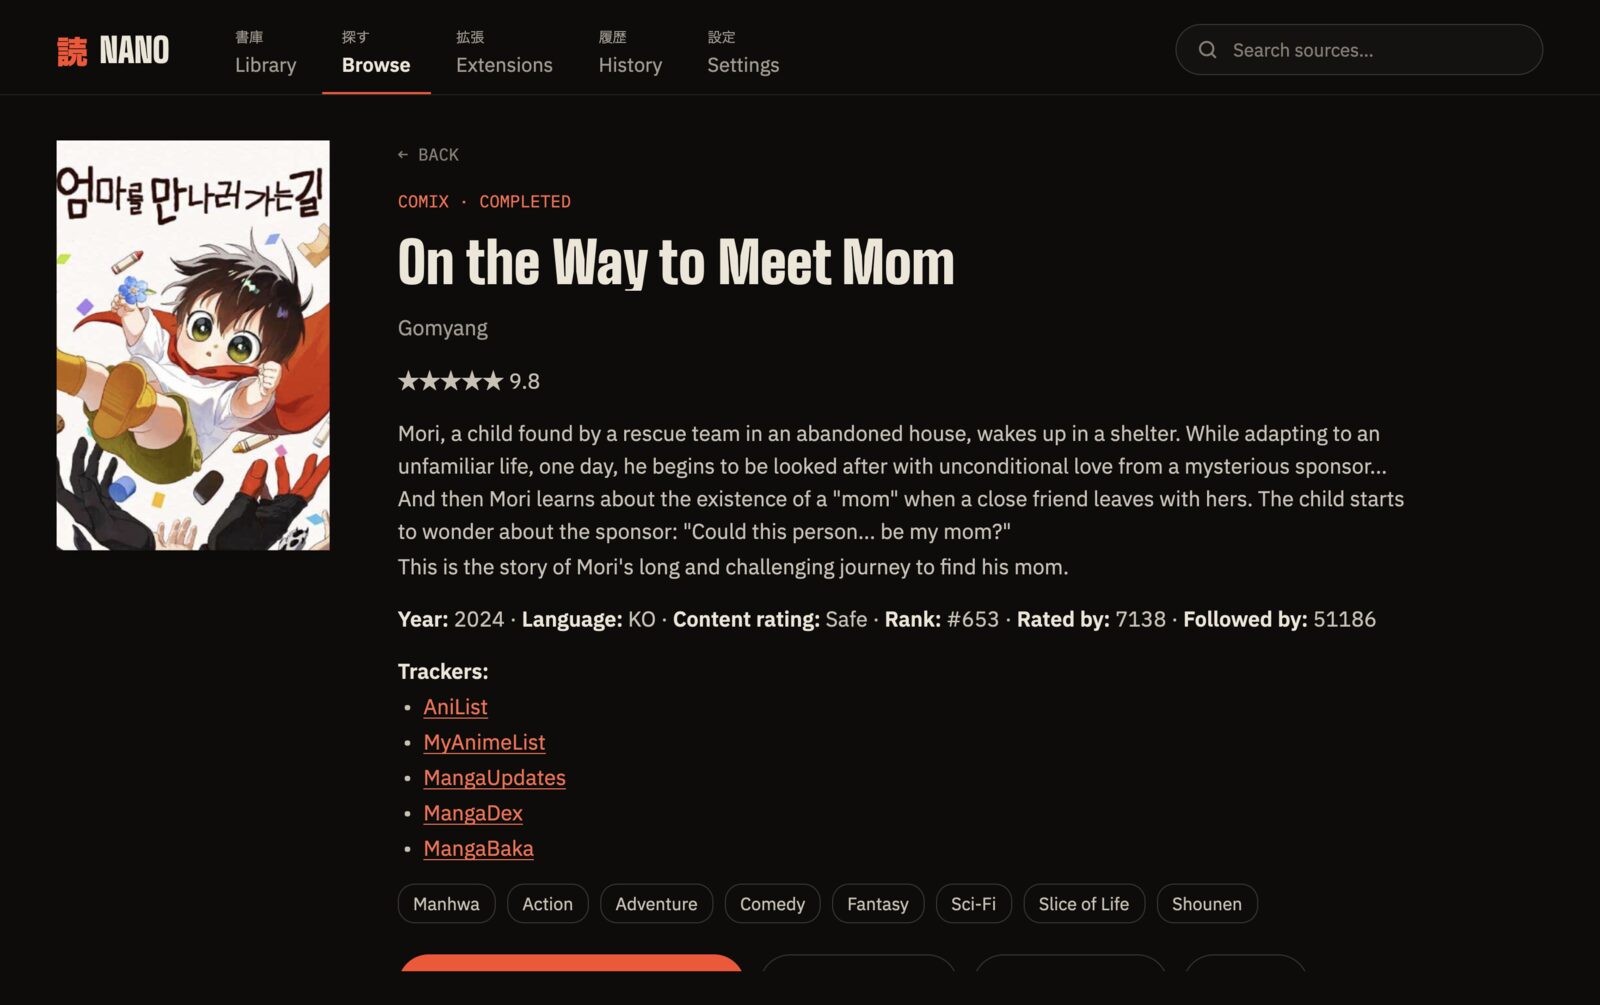 読 NANO
書庫
Library
探す
Browse
拡張
Extensions
履歴
History
設定
Settings
Search sources...
엄마를 만나러 가는 길
← BACK
COMIX · COMPLETED
On the Way to Meet Mom
Gomyang
★★★★★ 9.8
Mori, a child found by a rescue team in an abandoned house, wakes up in a shelter. While adapting to an
unfamiliar life, one day, he begins to be looked after with unconditional love from a mysterious sponsor...
And then Mori learns about the existence of a "mom" when a close friend leaves with hers. The child starts
to wonder about the sponsor: "Could this person... be my mom?"
This is the story of Mori's long and challenging journey to find his mom.
Year: 2024 · Language: KO · Content rating: Safe · Rank: #653 · Rated by: 7138 · Followed by: 51186
Trackers:
• AniList
• MyAnimeList
• MangaUpdates
• MangaDex
• MangaBaka
Manhwa Action Adventure Comedy Fantasy Sci-Fi Slice of Life Shounen